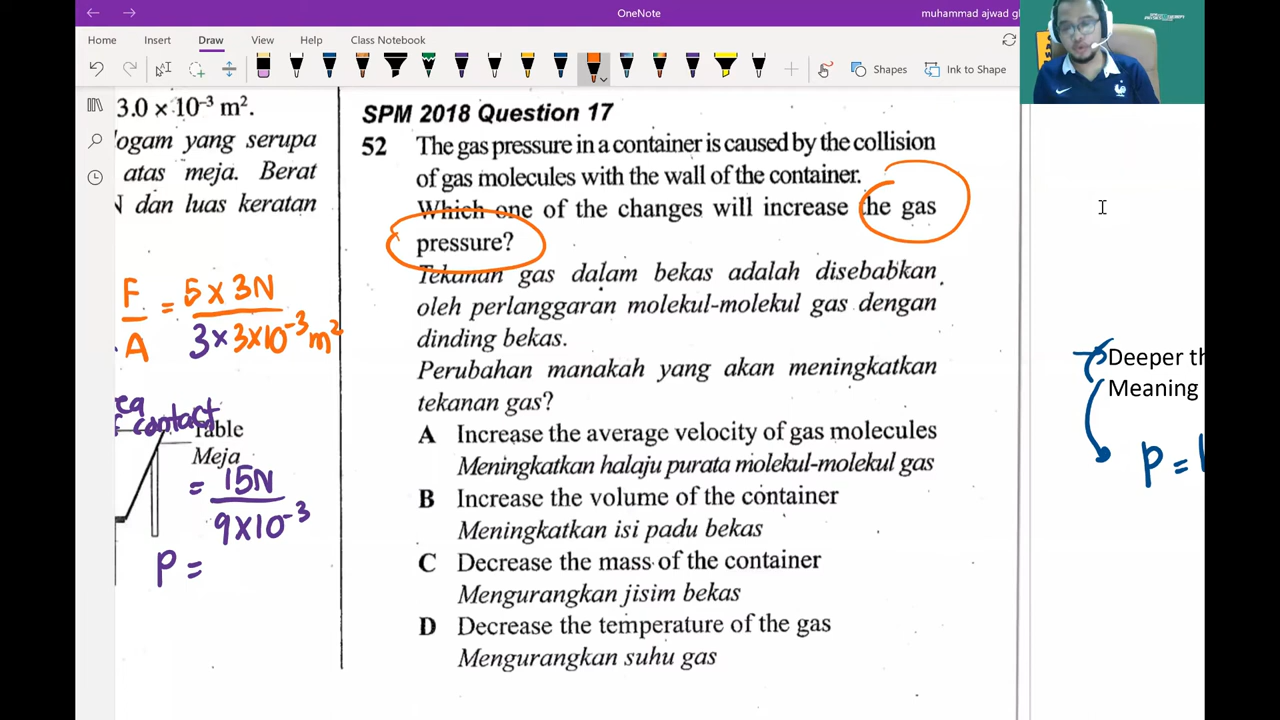 OneNote
muhammad ajwad gh
Home Insert Draw View Help Class Notebook
Shapes
Ink to Shape
3.0 × 10⁻³ m².
ogam yang serupa
atas meja. Berat
N dan luas keratan
F/A = 5 x 3N / 3 x 3x10⁻³ m²
contact
Table
Meja
= 15N / 9x10⁻³
P =
SPM 2018 Question 17
52 The gas pressure in a container is caused by the collision
of gas molecules with the wall of the container.
Which one of the changes will increase the gas
pressure?
Tekanan gas dalam bekas adalah disebabkan
oleh perlanggaran molekul-molekul gas dengan
dinding bekas.
Perubahan manakah yang akan meningkatkan
tekanan gas?
A Increase the average velocity of gas molecules
Meningkatkan halaju purata molekul-molekul gas
B Increase the volume of the container
Meningkatkan isi padu bekas
C Decrease the mass of the container
Mengurangkan jisim bekas
D Decrease the temperature of the gas
Mengurangkan suhu gas
Deeper th
Meaning
P =